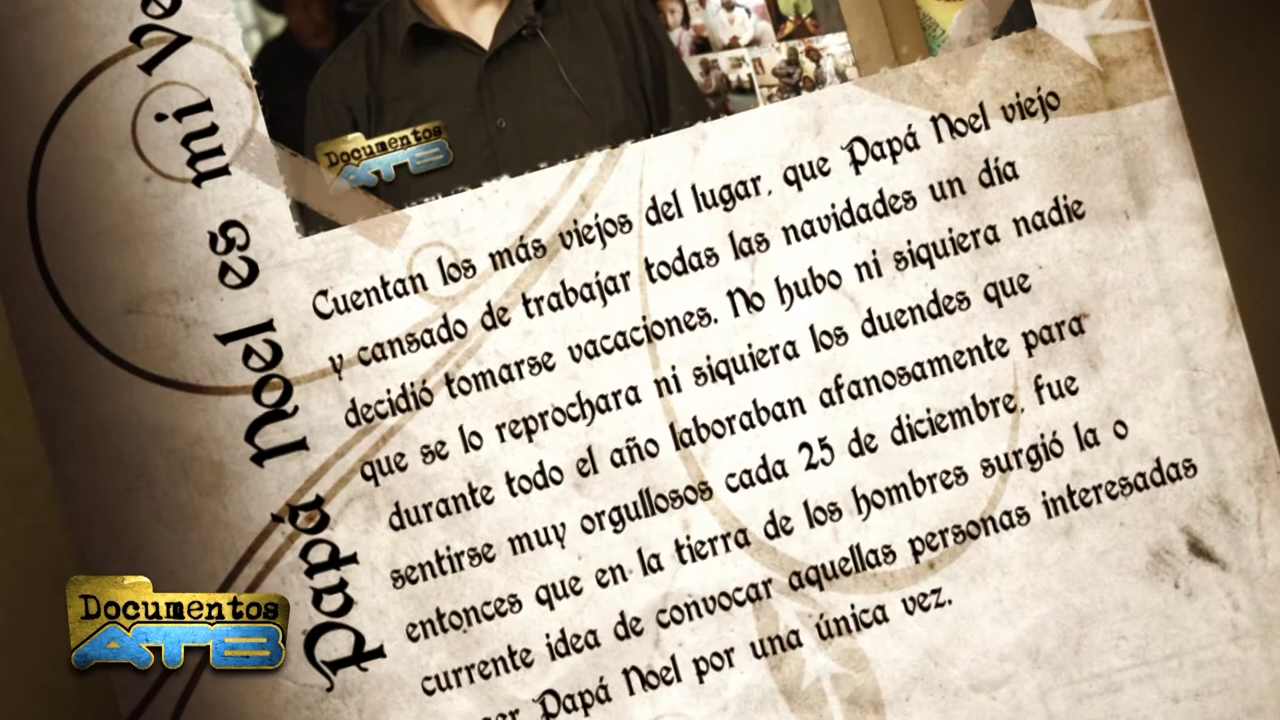 Documentos
ATB
Papá Noel es mi
Cuentan los más viejos del lugar, que Papá Noel viejo
y cansado de trabajar todas las navidades un día
decidió tomarse vacaciones. No hubo ni siquiera nadie
que se lo reprochara ni siquiera los duendes que
durante todo el año laboraban afanosamente para
sentirse muy orgullosos cada 25 de diciembre, fue
entonces que en la tierra de los hombres surgió la o
currente idea de convocar aquellas personas interesadas
Papá Noel por una única vez.
Documentos
ATB